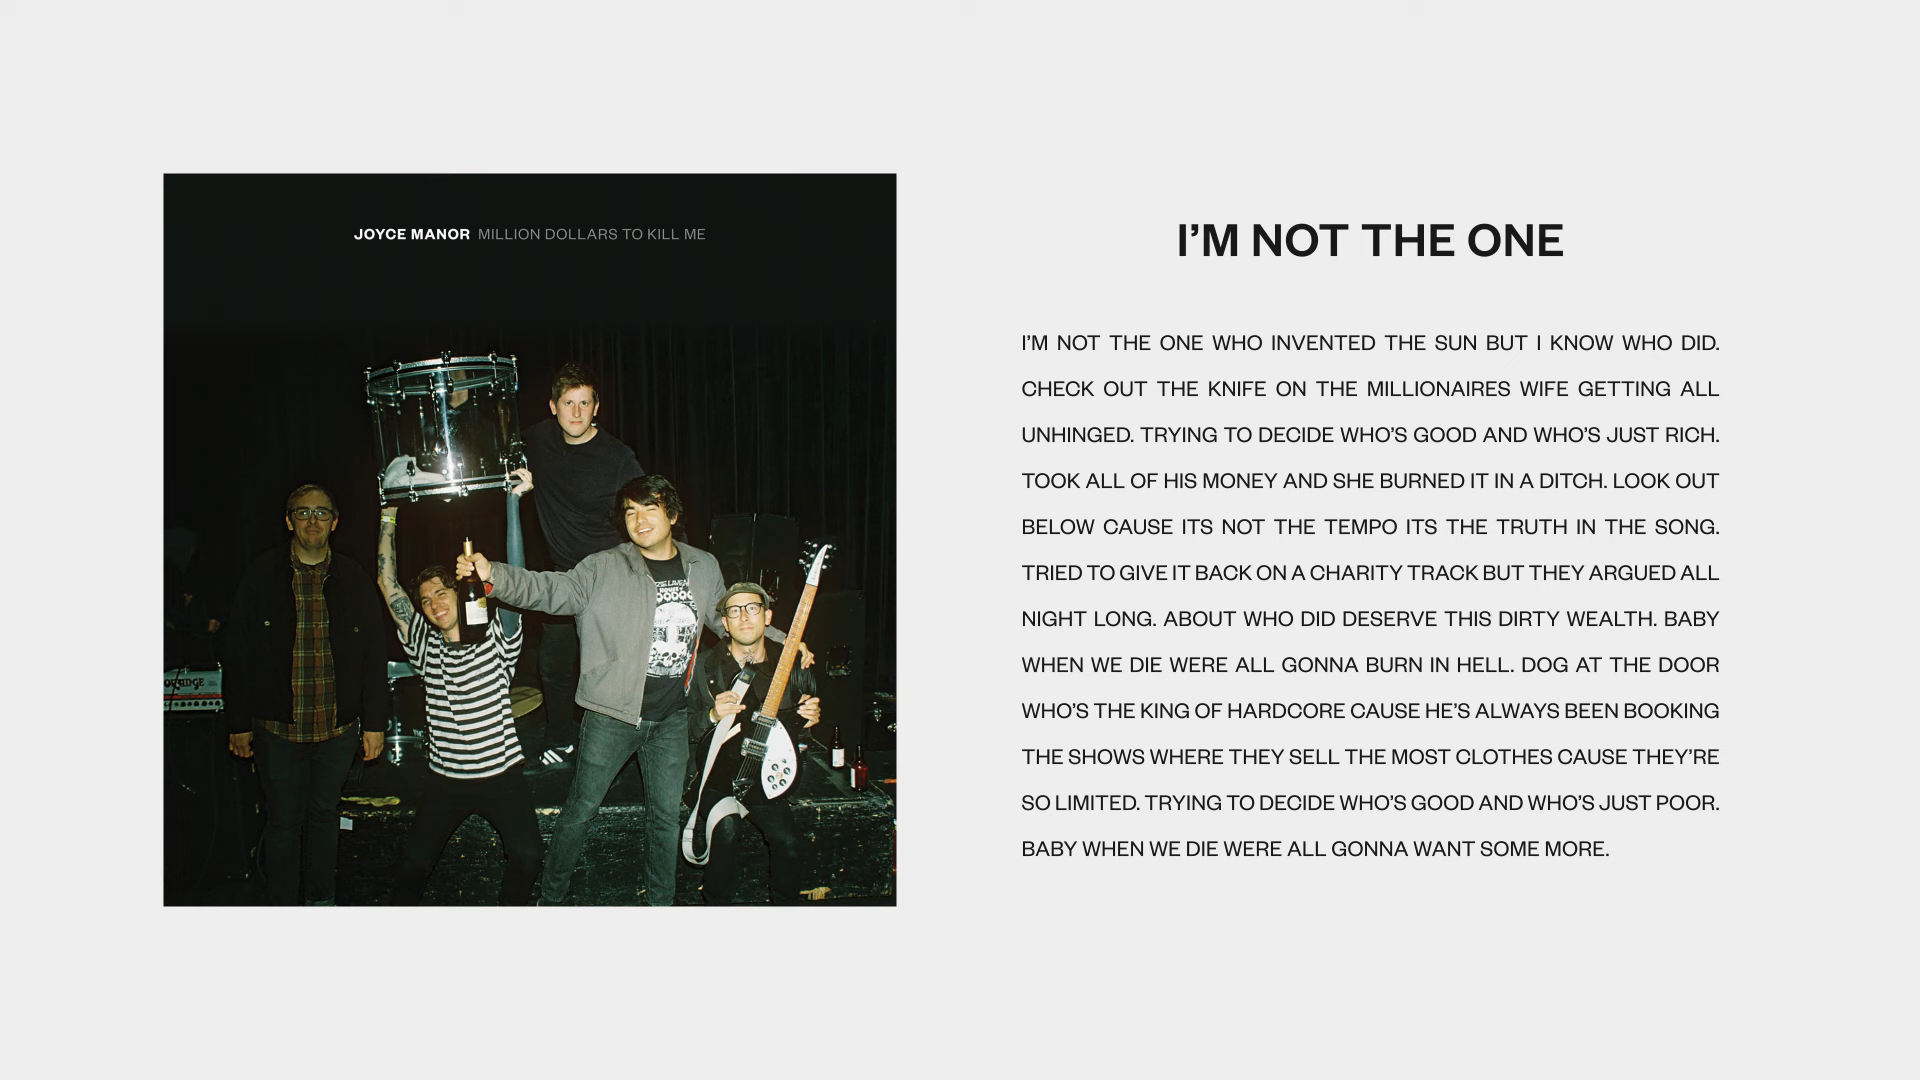 JOYCE MANOR MILLION DOLLARS TO KILL ME
ORANGE
I’M NOT THE ONE
I’M NOT THE ONE WHO INVENTED THE SUN BUT I KNOW WHO DID.
CHECK OUT THE KNIFE ON THE MILLIONAIRES WIFE GETTING ALL
UNHINGED. TRYING TO DECIDE WHO’S GOOD AND WHO’S JUST RICH.
TOOK ALL OF HIS MONEY AND SHE BURNED IT IN A DITCH. LOOK OUT
BELOW CAUSE ITS NOT THE TEMPO ITS THE TRUTH IN THE SONG.
TRIED TO GIVE IT BACK ON A CHARITY TRACK BUT THEY ARGUED ALL
NIGHT LONG. ABOUT WHO DID DESERVE THIS DIRTY WEALTH. BABY
WHEN WE DIE WERE ALL GONNA BURN IN HELL. DOG AT THE DOOR
WHO’S THE KING OF HARDCORE CAUSE HE’S ALWAYS BEEN BOOKING
THE SHOWS WHERE THEY SELL THE MOST CLOTHES CAUSE THEY’RE
SO LIMITED. TRYING TO DECIDE WHO’S GOOD AND WHO’S JUST POOR.
BABY WHEN WE DIE WERE ALL GONNA WANT SOME MORE.